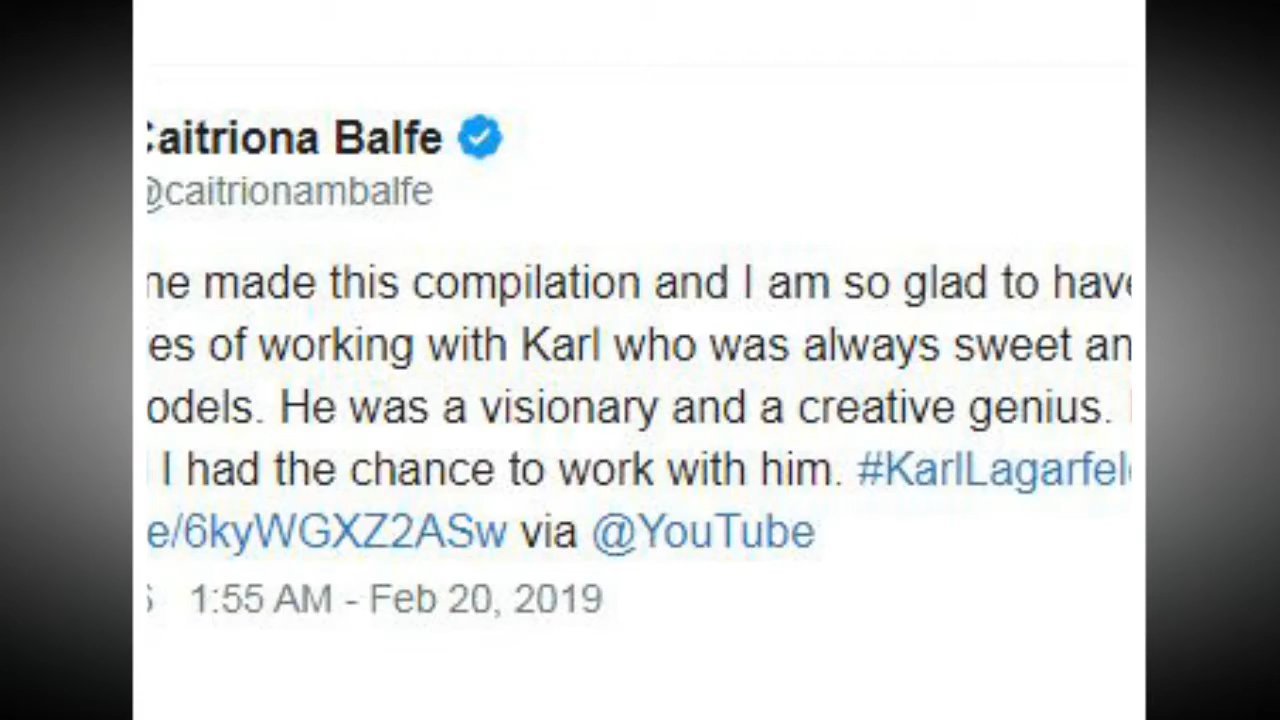 Caitriona Balfe
@caitrionambalfe
ne made this compilation and I am so glad to have
es of working with Karl who was always sweet an
odels. He was a visionary and a creative genius.
I had the chance to work with him. #KarlLagarfel
e/6kyWGXZ2ASw via @YouTube
1:55 AM - Feb 20, 2019